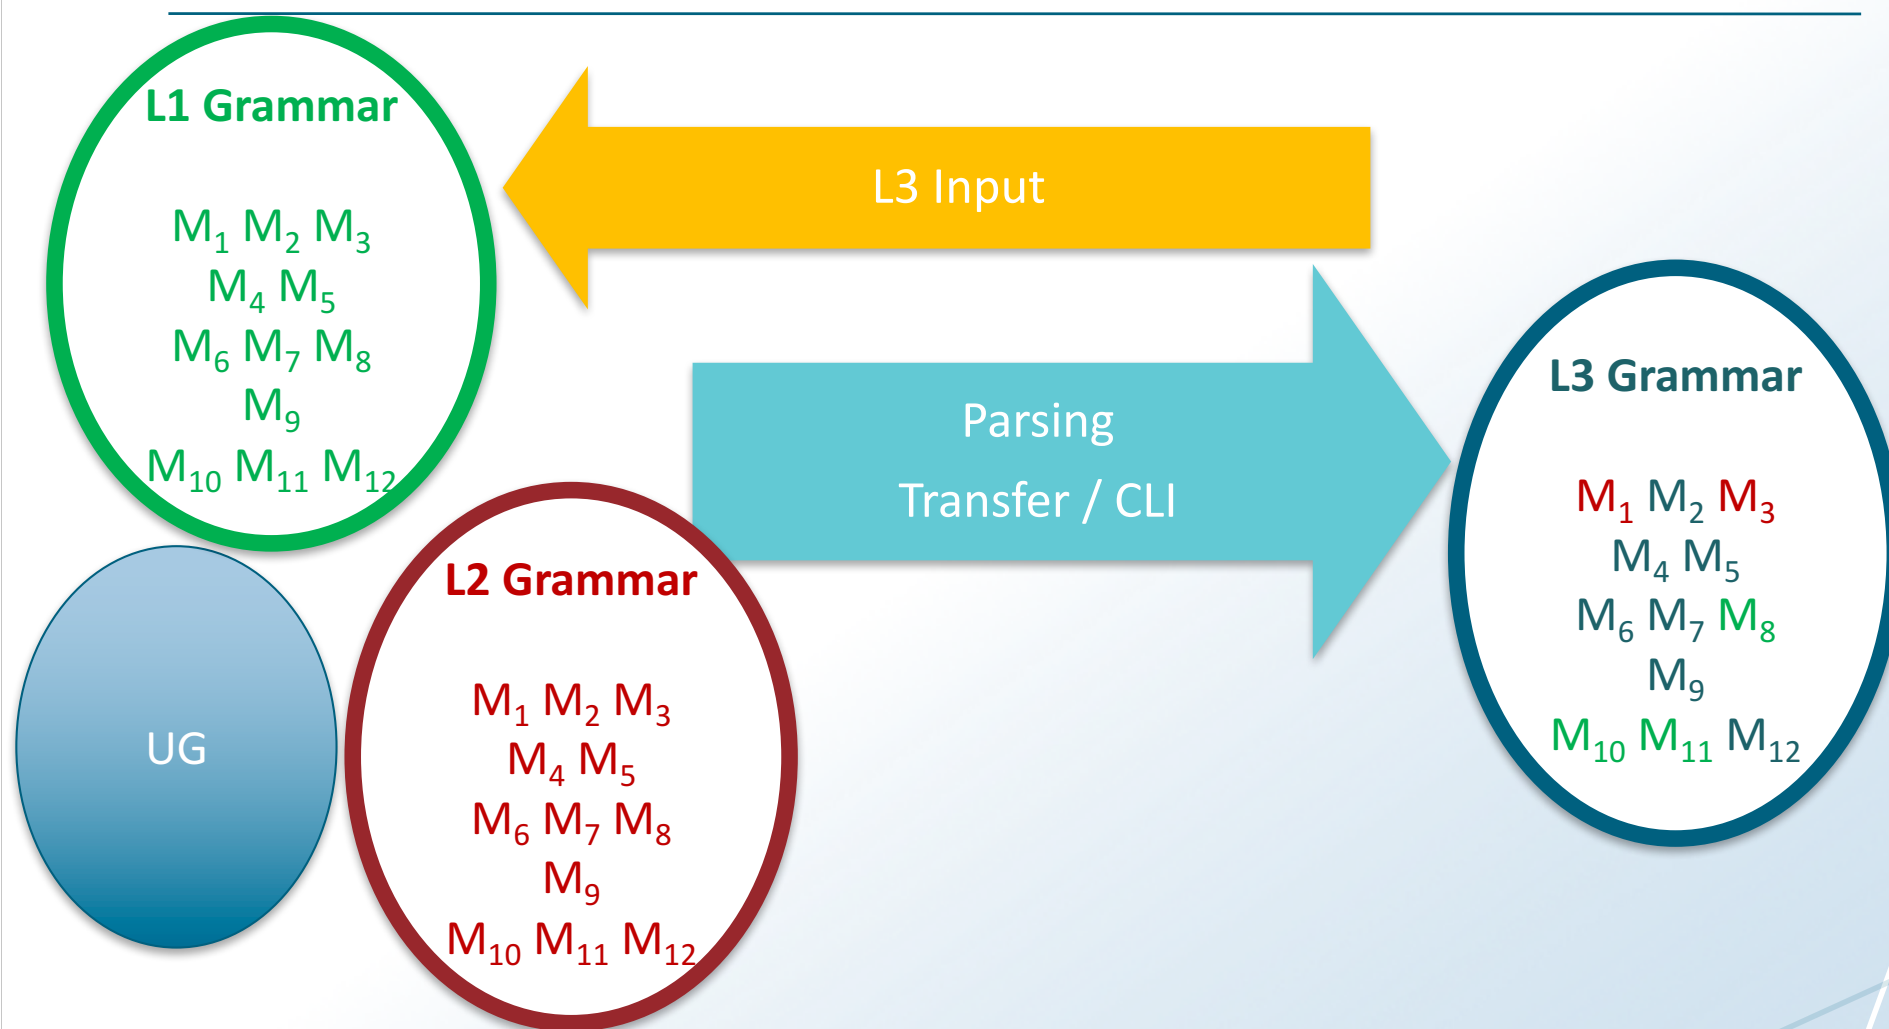 L1 Grammar
M₁ M₂ M₃
M₄ M₅
M₆ M₇ M₈
M₉
M₁₀ M₁₁ M₁₂
L3 Input
Parsing
Transfer / CLI
L3 Grammar
M₁ M₂ M₃
M₄ M₅
M₆ M₇ M₈
M₉
M₁₀ M₁₁ M₁₂
UG
L2 Grammar
M₁ M₂ M₃
M₄ M₅
M₆ M₇ M₈
M₉
M₁₀ M₁₁ M₁₂